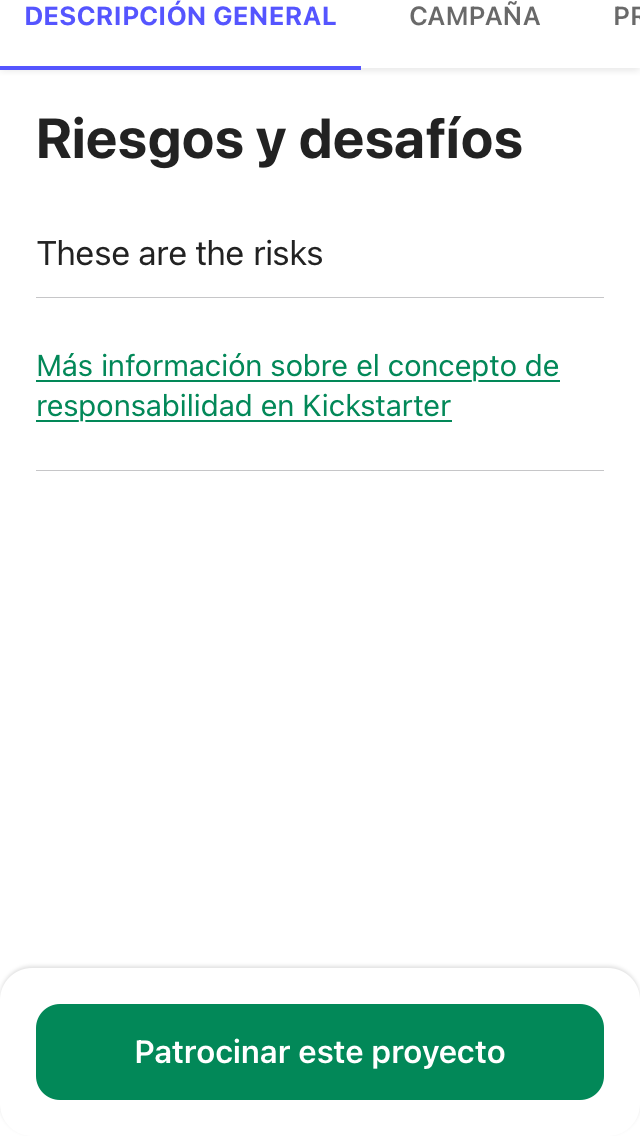 DESCRIPCIÓN GENERAL CAMPAÑA PR
Riesgos y desafíos
These are the risks
Más información sobre el concepto de
responsabilidad en Kickstarter
Patrocinar este proyecto